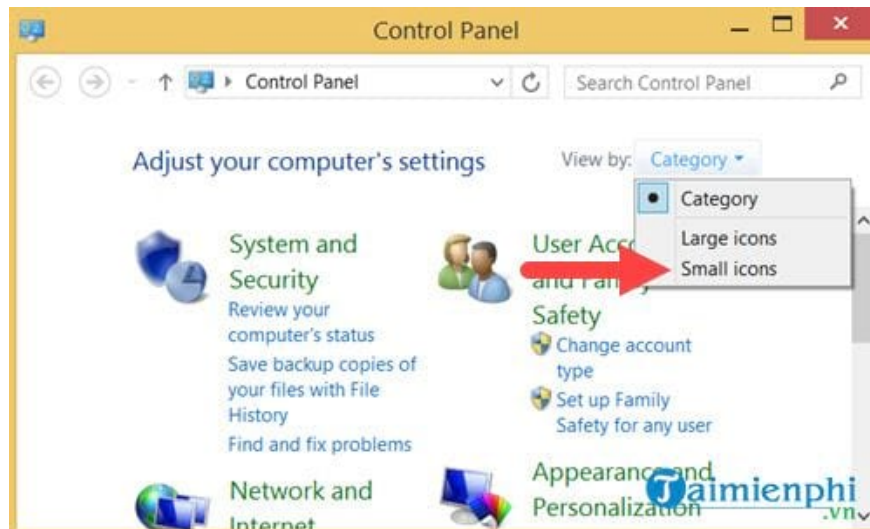 Control Panel
Control Panel
Search Control Panel
Adjust your computer's settings
View by: Category
Category
Large icons
Small icons
System and
Security
Review your
computer's status
Save backup copies of
your files with File
History
Find and fix problems
User Acco
and Family
Safety
Change account
type
Set up Family
Safety for any user
Network and
Internet
Appearance and
Personalization
Taimienphi
.vn